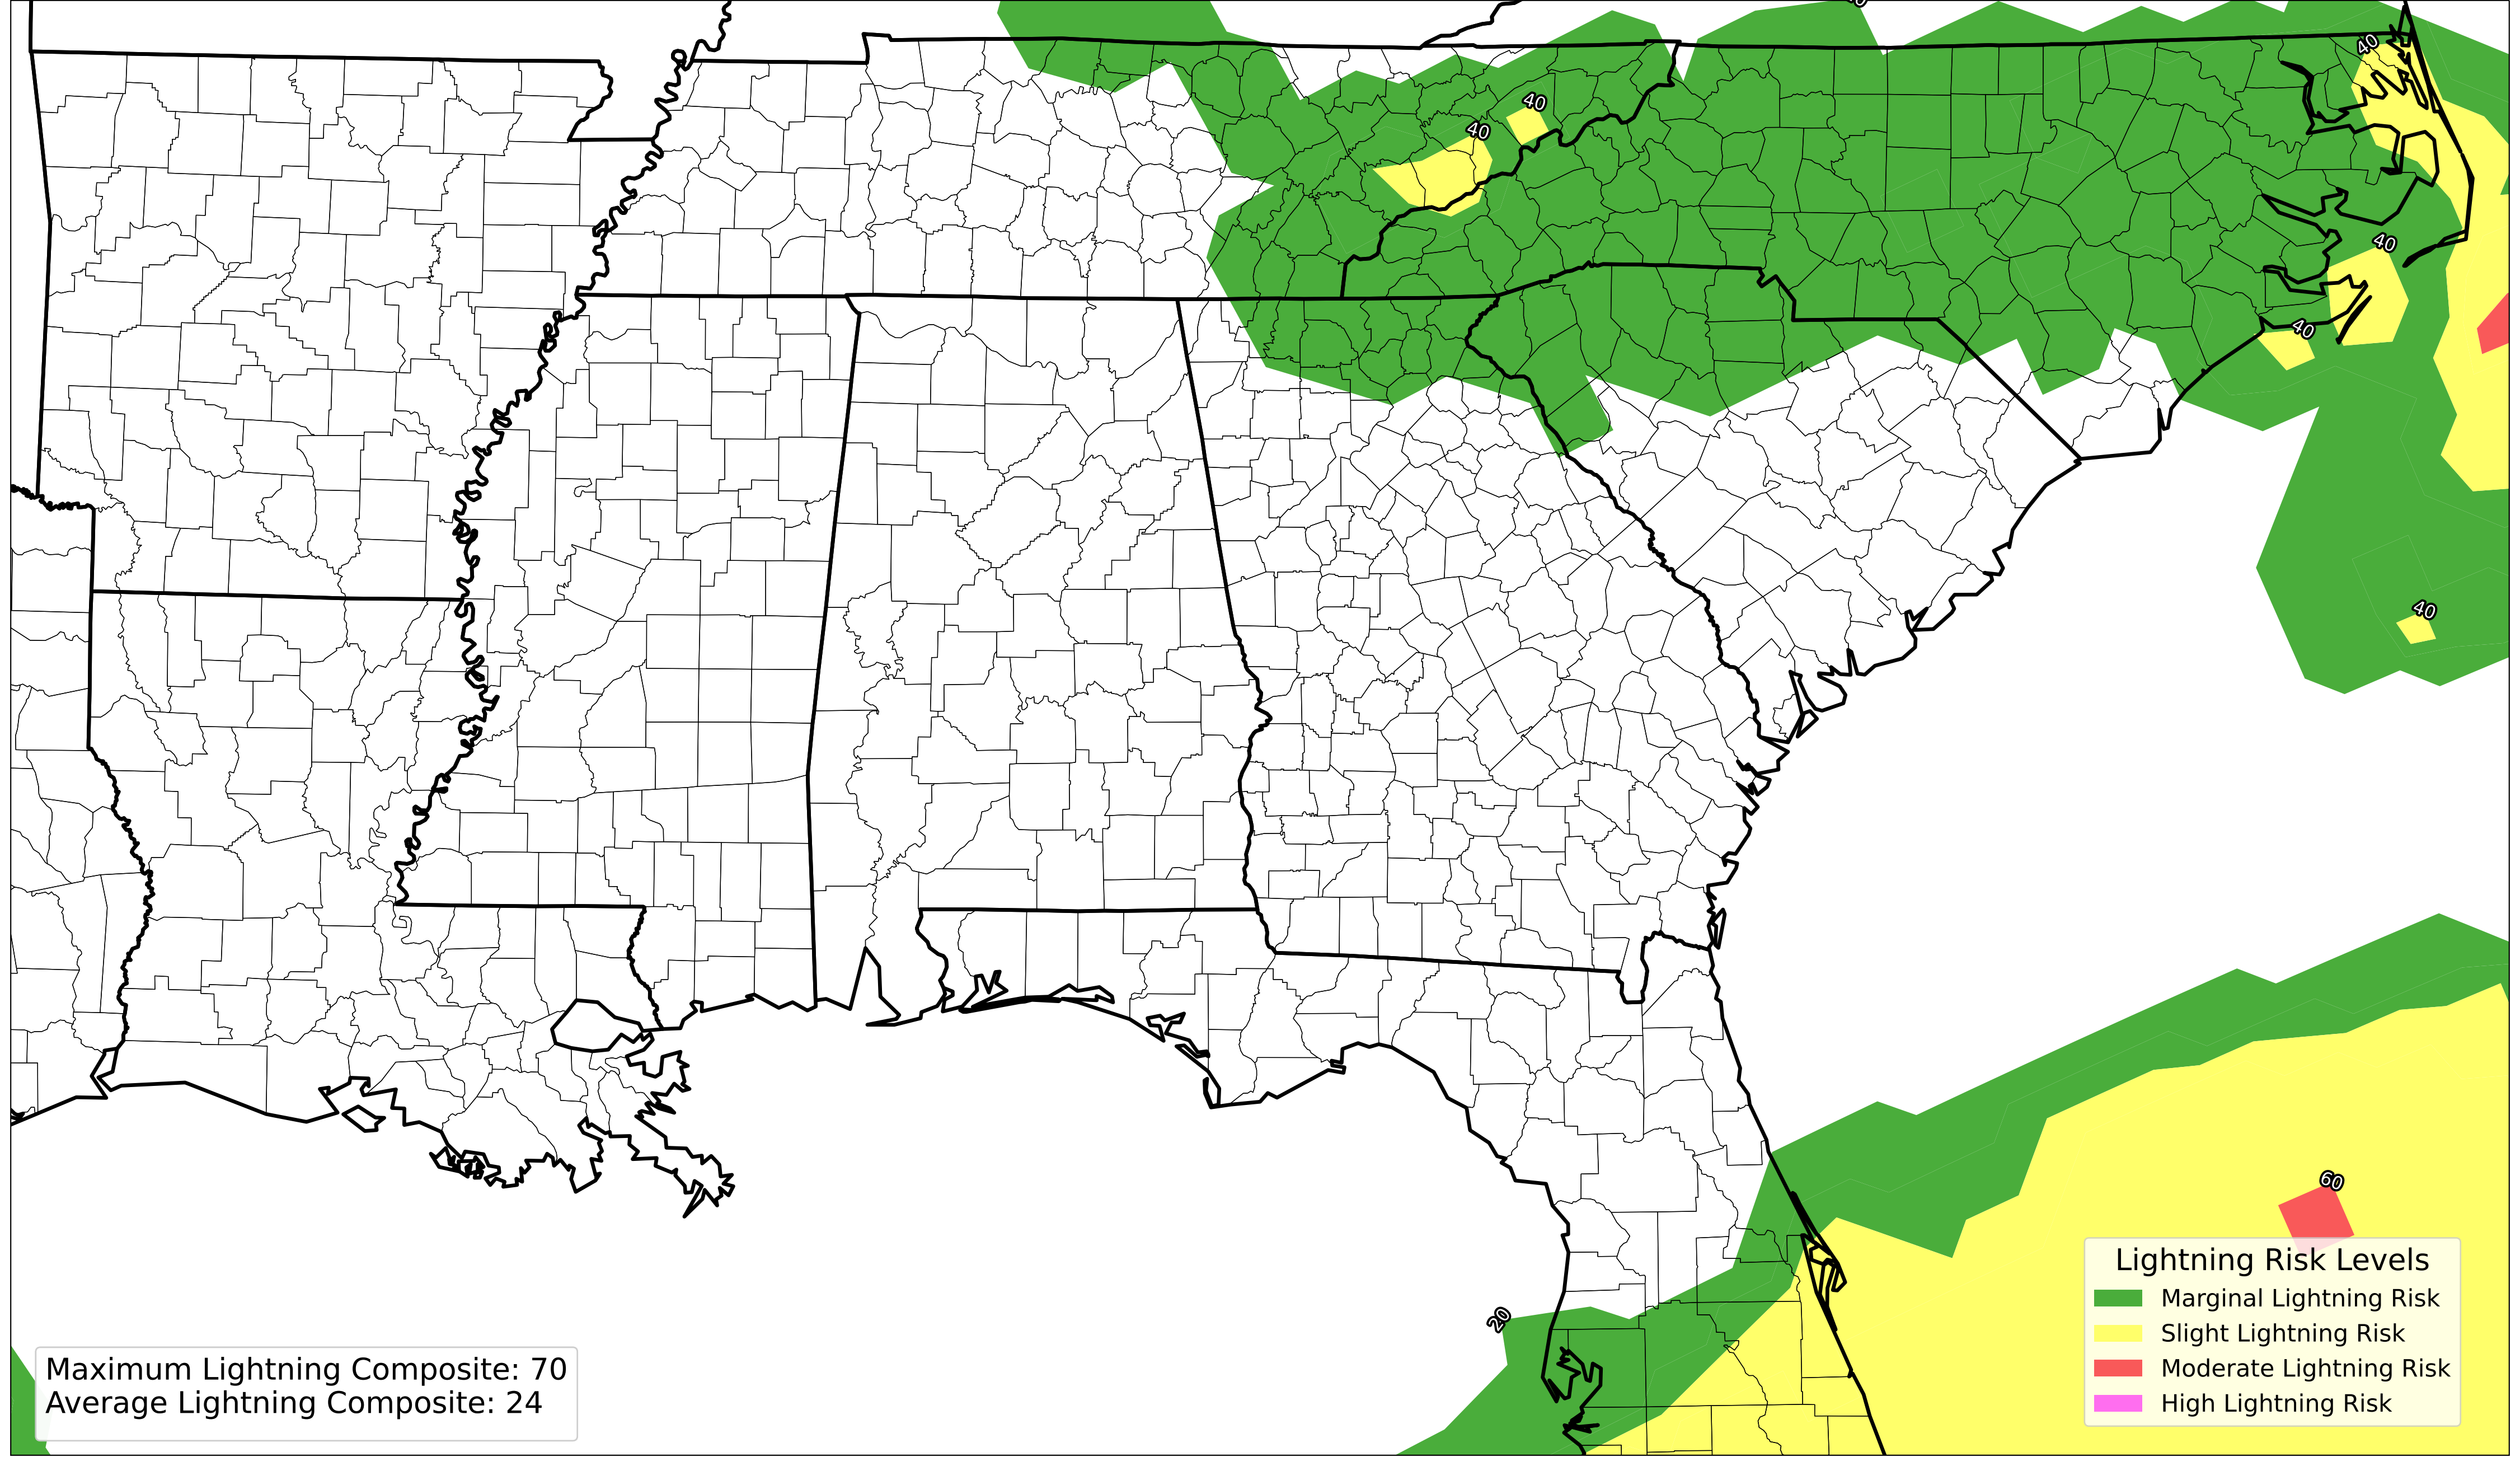 40
40
40
40
40
40
60
20
Lightning Risk Levels
Marginal Lightning Risk
Slight Lightning Risk
Moderate Lightning Risk
High Lightning Risk
Maximum Lightning Composite: 70
Average Lightning Composite: 24